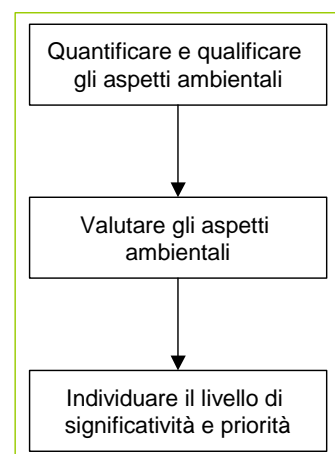 Quantificare e qualificare
gli aspetti ambientali
Valutare gli aspetti
ambientali
Individuare il livello di
significatività e priorità